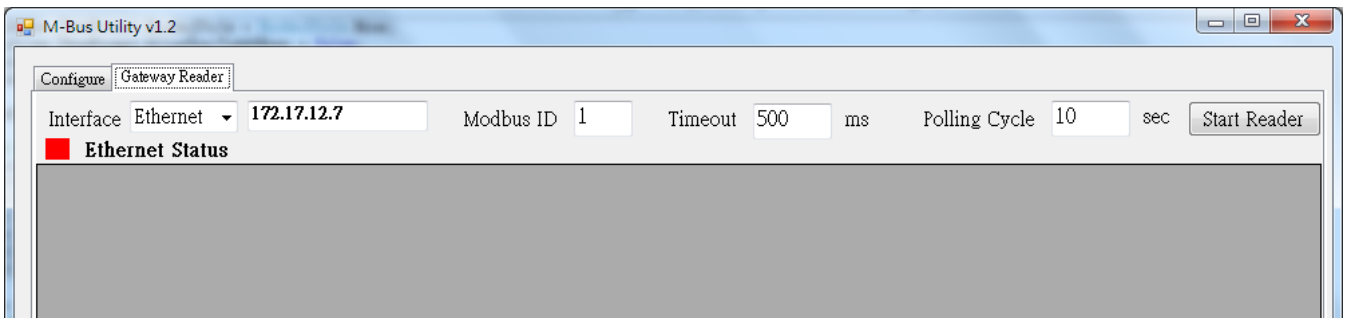 M-Bus Utility v1.2
Configure Gateway Reader
Interface Ethernet 172.17.12.7 Modbus ID 1 Timeout 500 ms Polling Cycle 10 sec Start Reader
Ethernet Status